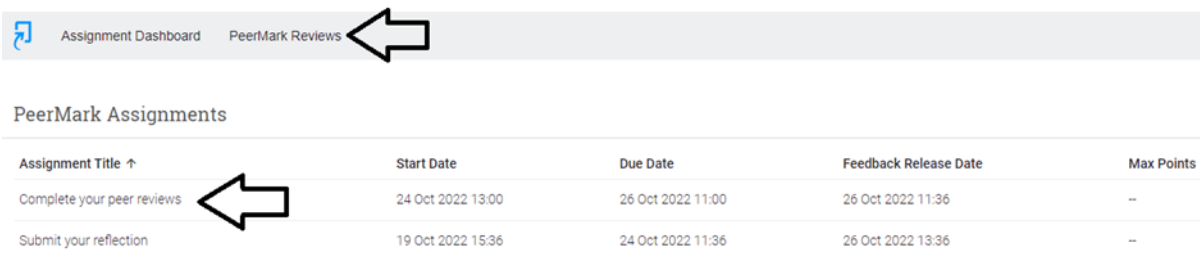 Assignment Dashboard PeerMark Reviews
PeerMark Assignments
Assignment Title ↑ Start Date Due Date Feedback Release Date Max Points
Complete your peer reviews 24 Oct 2022 13:00 26 Oct 2022 11:00 26 Oct 2022 11:36 --
Submit your reflection 19 Oct 2022 15:36 24 Oct 2022 11:36 26 Oct 2022 13:36 --